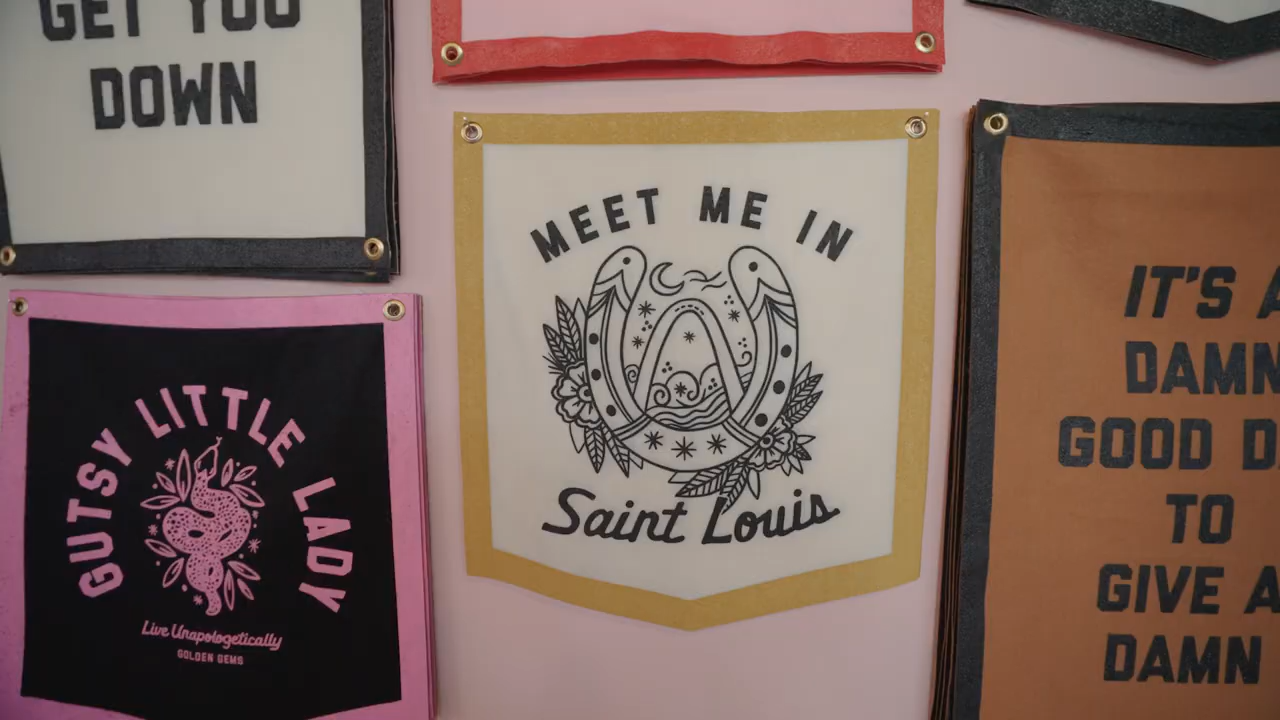 GET YOU
DOWN
GUTSY LITTLE LADY
Live Unapologetically
GOLDEN GEMS
MEET ME IN
Saint Louis
IT'S A
DAMN
GOOD D
TO
GIVE A
DAMN